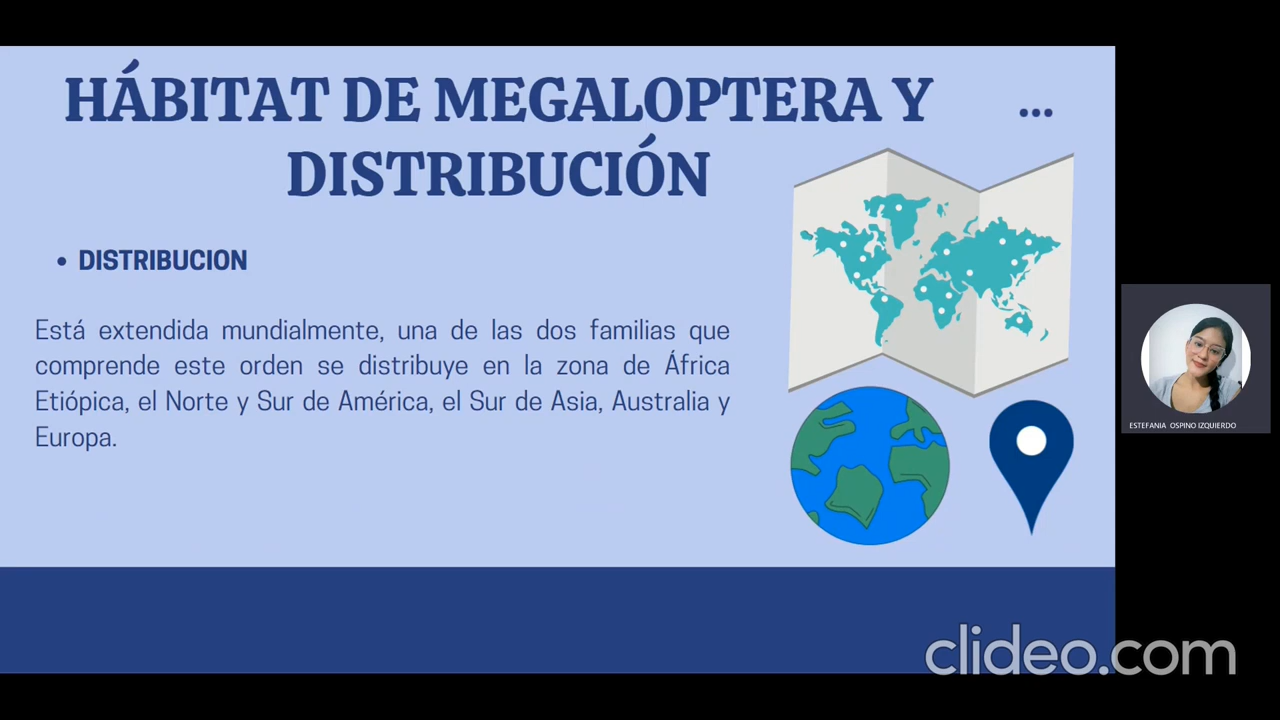 HÁBITAT DE MEGALOPTERA Y
DISTRIBUCIÓN
...
• DISTRIBUCION
Está extendida mundialmente, una de las dos familias que
comprende este orden se distribuye en la zona de África
Etiópica, el Norte y Sur de América, el Sur de Asia, Australia y
Europa.
ESTEFANIA OSPINO IZQUIERDO
clideo.com